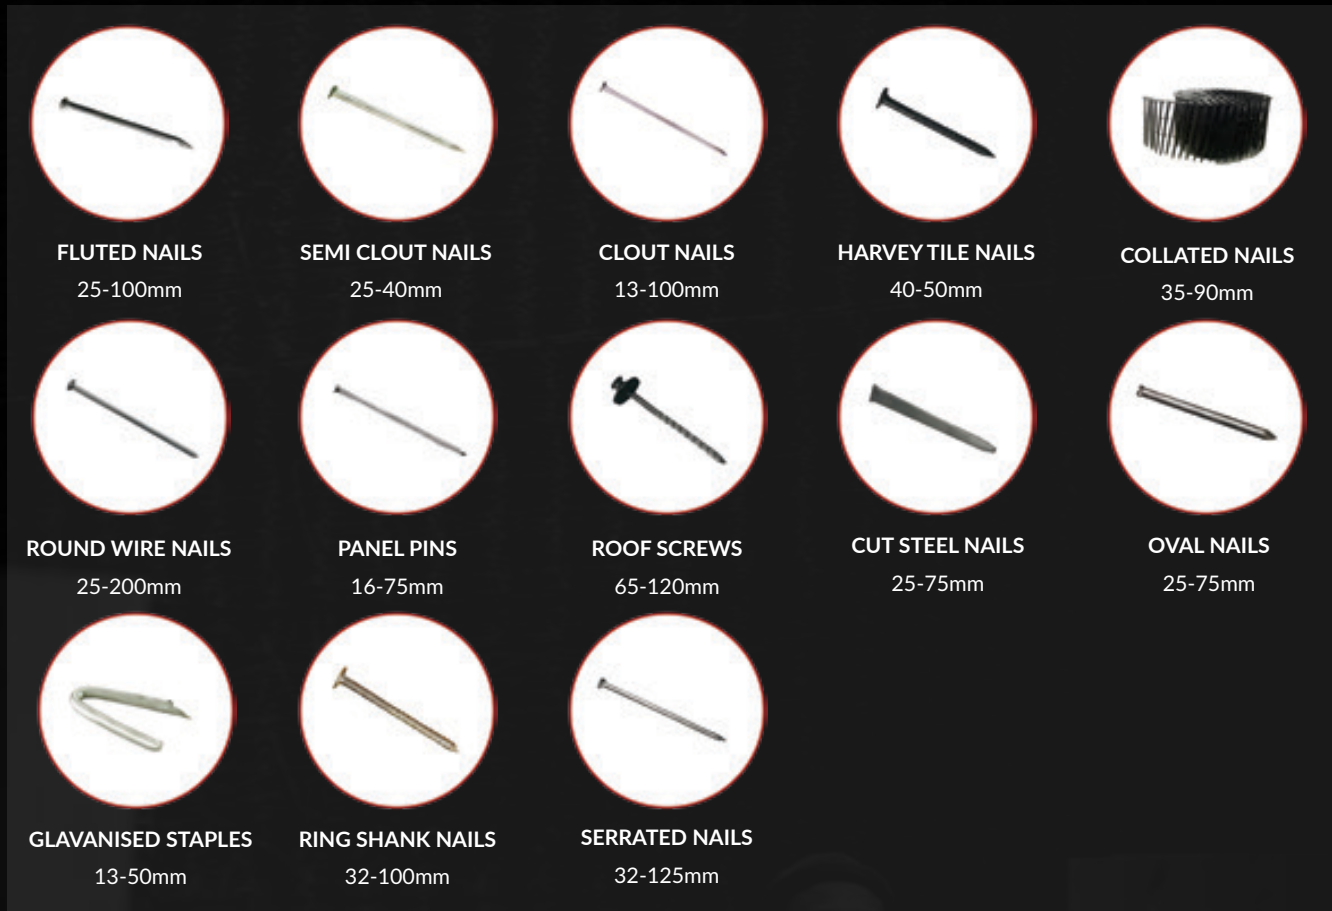 FLUTED NAILS
25-100mm
SEMI CLOUT NAILS
25-40mm
CLOUT NAILS
13-100mm
HARVEY TILE NAILS
40-50mm
COLLATED NAILS
35-90mm
ROUND WIRE NAILS
25-200mm
PANEL PINS
16-75mm
ROOF SCREWS
65-120mm
CUT STEEL NAILS
25-75mm
OVAL NAILS
25-75mm
GLAVANISED STAPLES
13-50mm
RING SHANK NAILS
32-100mm
SERRATED NAILS
32-125mm